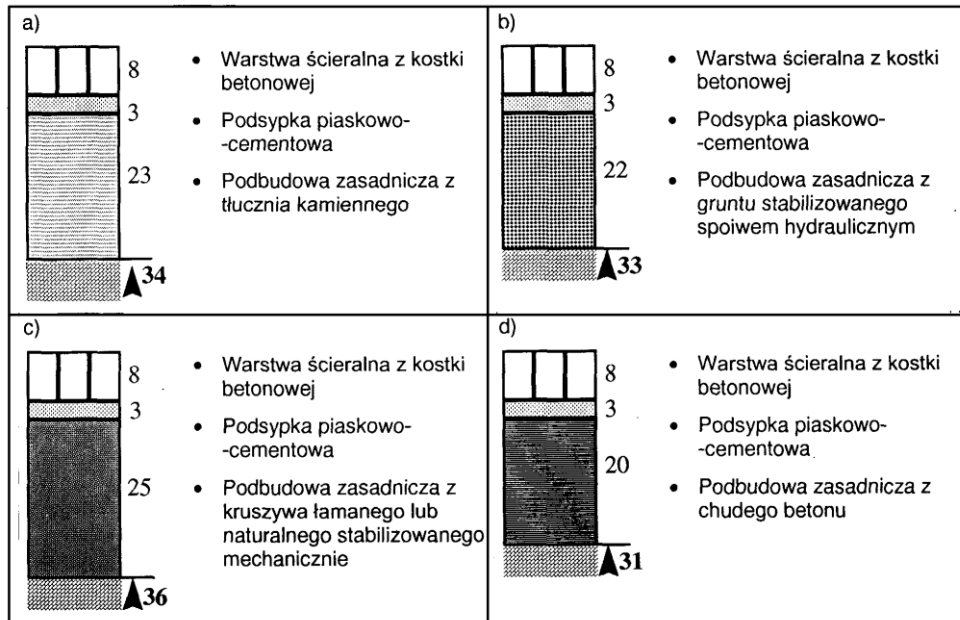 a)
8
3
23
34
• Warstwa ścieralna z kostki
betonowej
• Podsypka piaskowo-
-cementowa
• Podbudowa zasadnicza z
tłucznia kamiennego
b)
8
3
22
33
• Warstwa ścieralna z kostki
betonowej
• Podsypka piaskowo-
-cementowa
• Podbudowa zasadnicza z
gruntu stabilizowanego
spoiwem hydraulicznym
c)
8
3
25
36
• Warstwa ścieralna z kostki
betonowej
• Podsypka piaskowo-
-cementowa
• Podbudowa zasadnicza z
kruszywa łamanego lub
naturalnego stabilizowanego
mechanicznie
d)
8
3
20
31
• Warstwa ścieralna z kostki
betonowej
• Podsypka piaskowo-
-cementowa
• Podbudowa zasadnicza z
chudego betonu